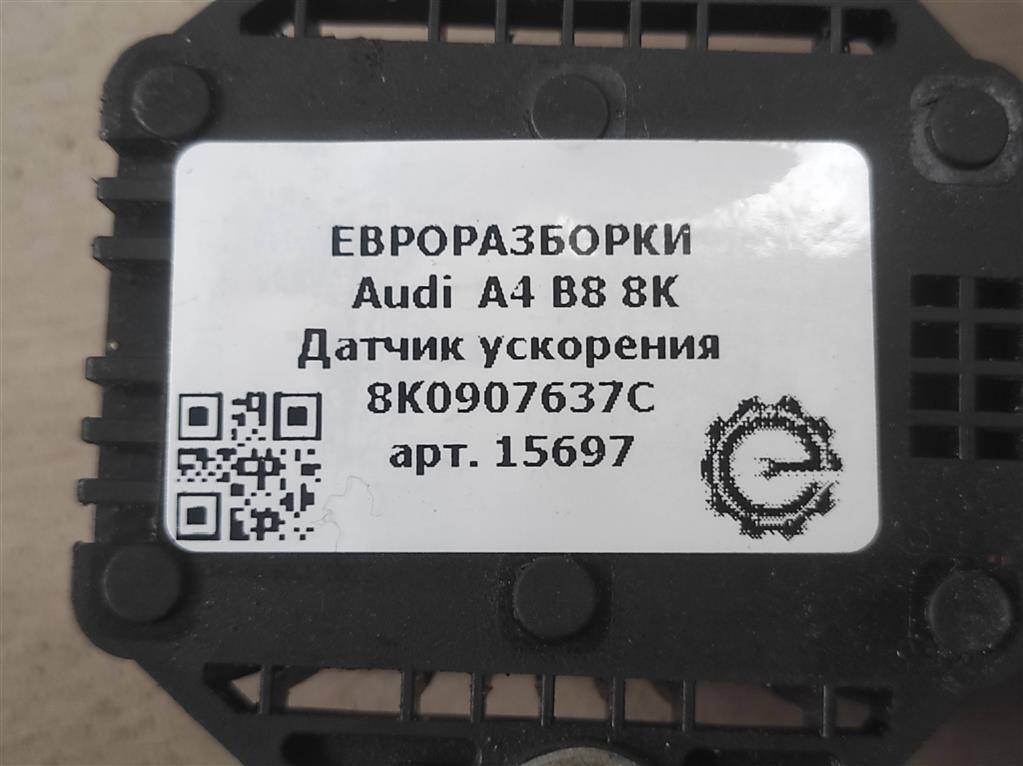 ЕВРОРАЗБОРКИ
Audi A4 B8 8K
Датчик ускорения
8K0907637C
арт. 15697